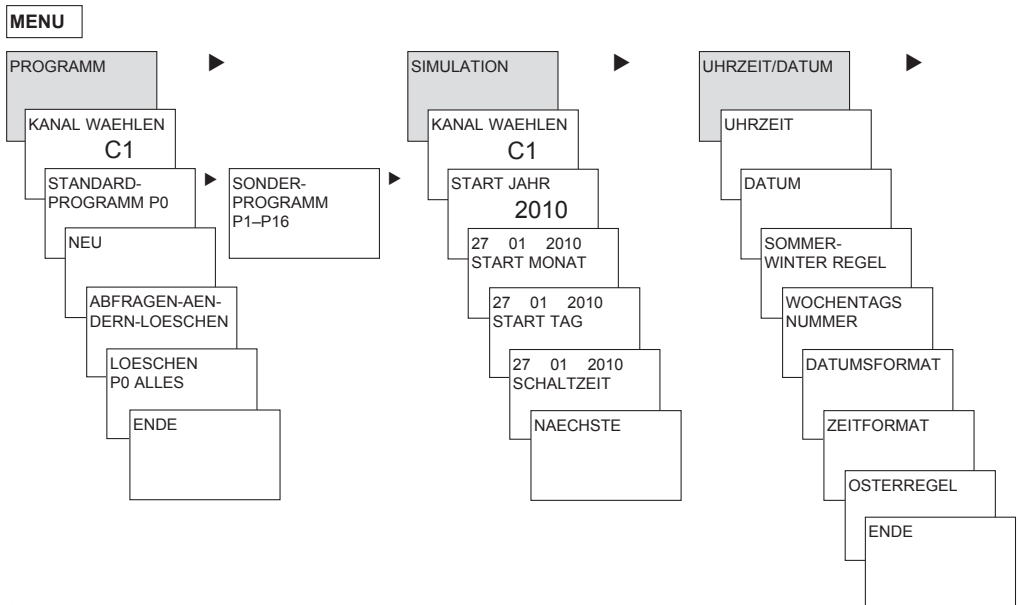 MENU
PROGRAMM
KANAL WAEHLEN
C1
STANDARD-
PROGRAMM P0
SONDER-
PROGRAMM
P1–P16
NEU
ABFRAGEN-AEN-
DERN-LOESCHEN
LOESCHEN
P0 ALLES
ENDE
SIMULATION
KANAL WAEHLEN
C1
START JAHR
2010
27 01 2010
START MONAT
27 01 2010
START TAG
27 01 2010
SCHALTZEIT
NAECHSTE
UHRZEIT/DATUM
UHRZEIT
DATUM
SOMMER-
WINTER REGEL
WOCHENTAGS
NUMMER
DATUMSFORMAT
ZEITFORMAT
OSTERREGEL
ENDE